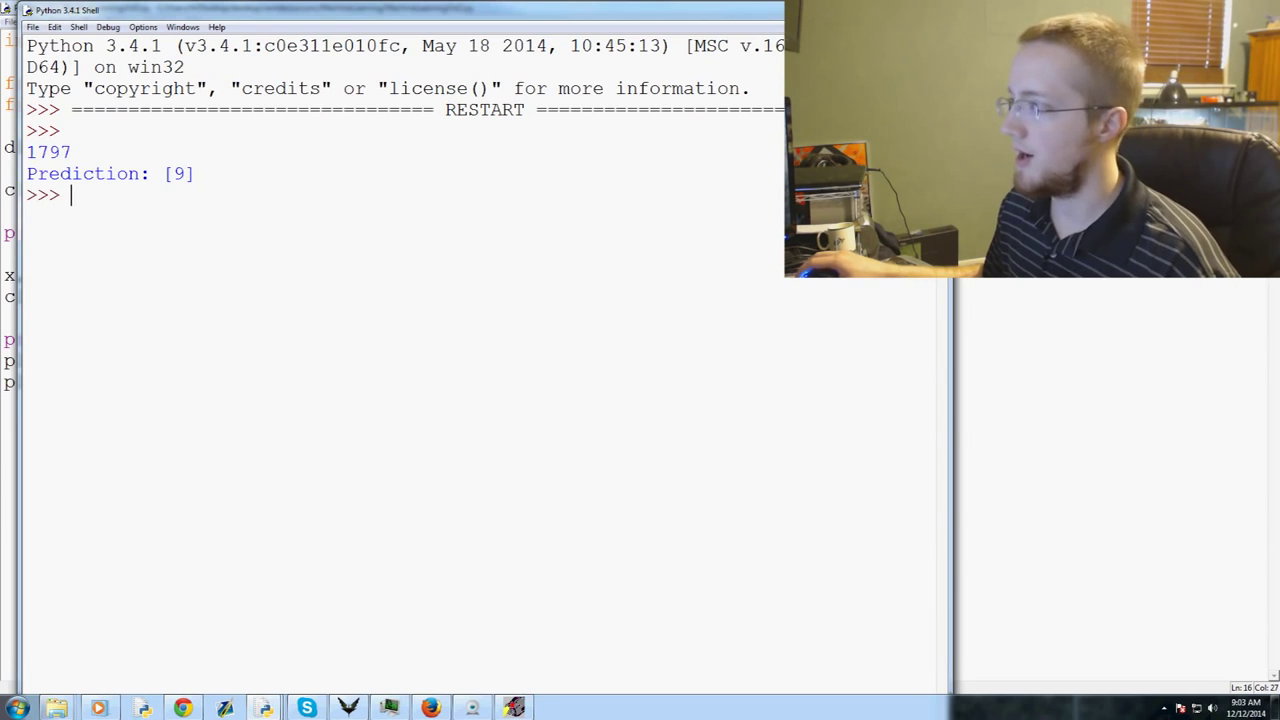 Python 3.4.1 Shell
File Edit Shell Debug Options Windows Help
Python 3.4.1 (v3.4.1:c0e311e010fc, May 18 2014, 10:45:13) [MSC v.16
D64)] on win32
Type "copyright", "credits" or "license()" for more information.
>>> ================================ RESTART ================================
>>>
1797
Prediction: [9]
>>>
i
f
f
d
c
p
x
c
p
p
p
Ln: 16 Col: 27
9:03 AM
12/12/2014